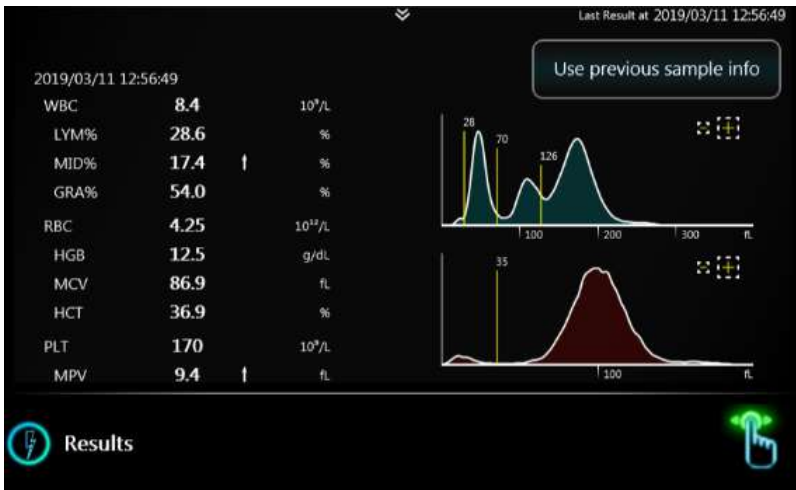 Last Result at 2019/03/11 12:56:49
Use previous sample info
2019/03/11 12:56:49
WBC 8.4 10⁹/L
LYM% 28.6 %
MID% 17.4 %
GRA% 54.0 %
RBC 4.25 10¹²/L
HGB 12.5 g/dL
MCV 86.9 fL
HCT 36.9 %
PLT 170 10⁹/L
MPV 9.4 fL
28 70 126
100 200 300 fL
35
100 fL
Results